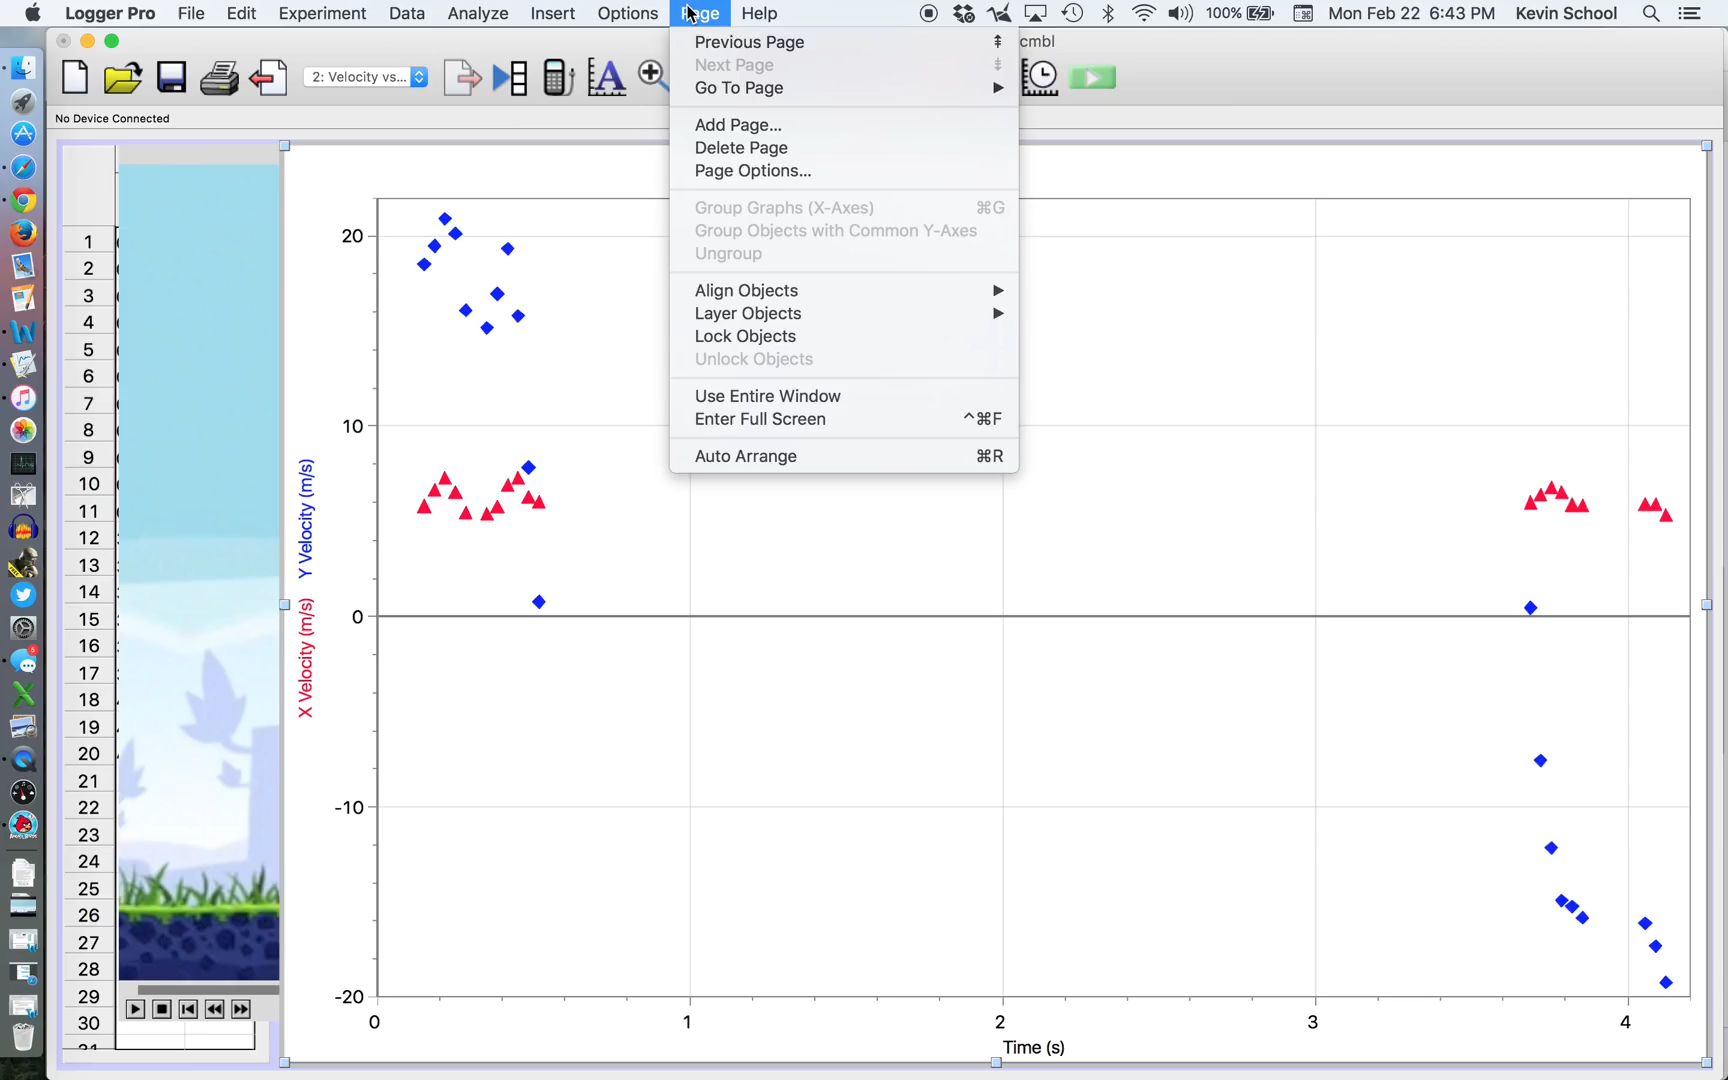 Logger Pro File Edit Experiment Data Analyze Insert Options Page Help 100% Mon Feb 22 6:43 PM Kevin School
cmbl
2: Velocity vs...
No Device Connected
Previous Page
Next Page
Go To Page
Add Page...
Delete Page
Page Options...
Group Graphs (X-Axes) ⌘G
Group Objects with Common Y-Axes
Ungroup
Align Objects
Layer Objects
Lock Objects
Unlock Objects
Use Entire Window
Enter Full Screen ^⌘F
Auto Arrange ⌘R
1
2
3
4
5
6
7
8
9
10
11
12
13
14
15
16
17
18
19
20
21
22
23
24
25
26
27
28
29
30
31
X Velocity (m/s) Y Velocity (m/s)
20
10
0
-10
-20
0 1 2 3 4
Time (s)